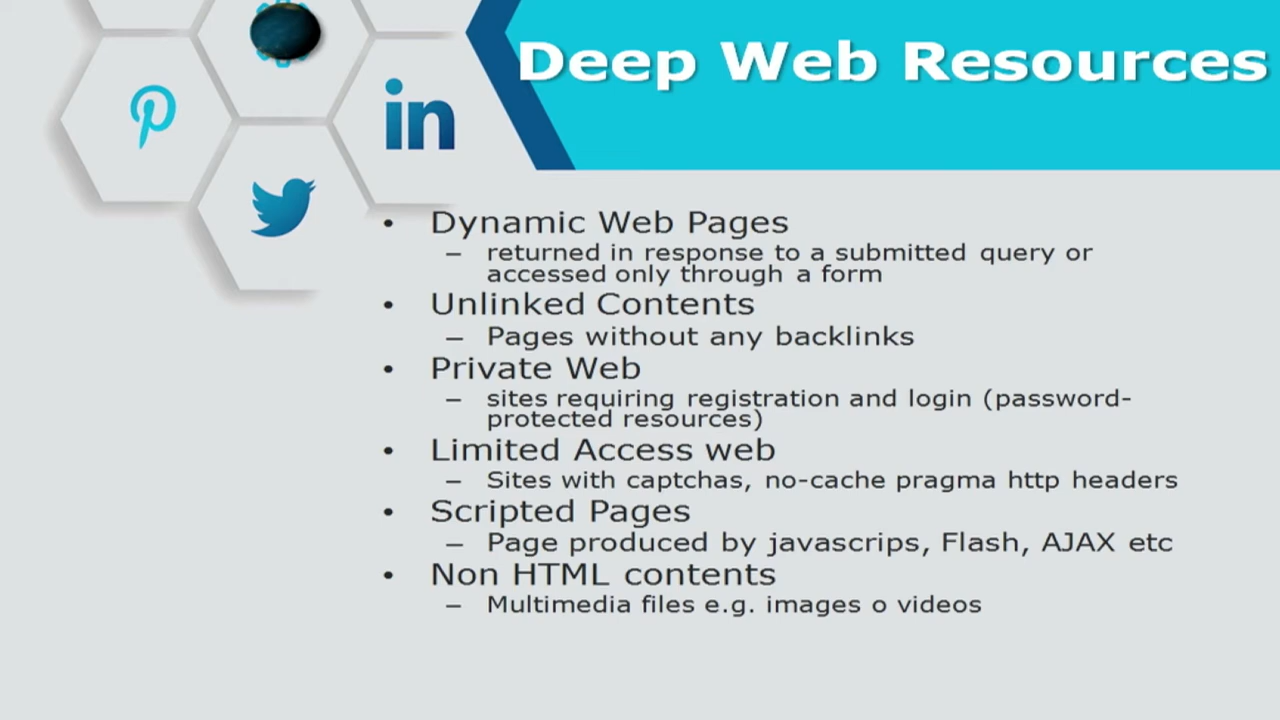 Deep Web Resources
in
• Dynamic Web Pages
– returned in response to a submitted query or
accessed only through a form
• Unlinked Contents
– Pages without any backlinks
• Private Web
– sites requiring registration and login (password-
protected resources)
• Limited Access web
– Sites with captchas, no-cache pragma http headers
• Scripted Pages
– Page produced by javascrips, Flash, AJAX etc
• Non HTML contents
– Multimedia files e.g. images o videos